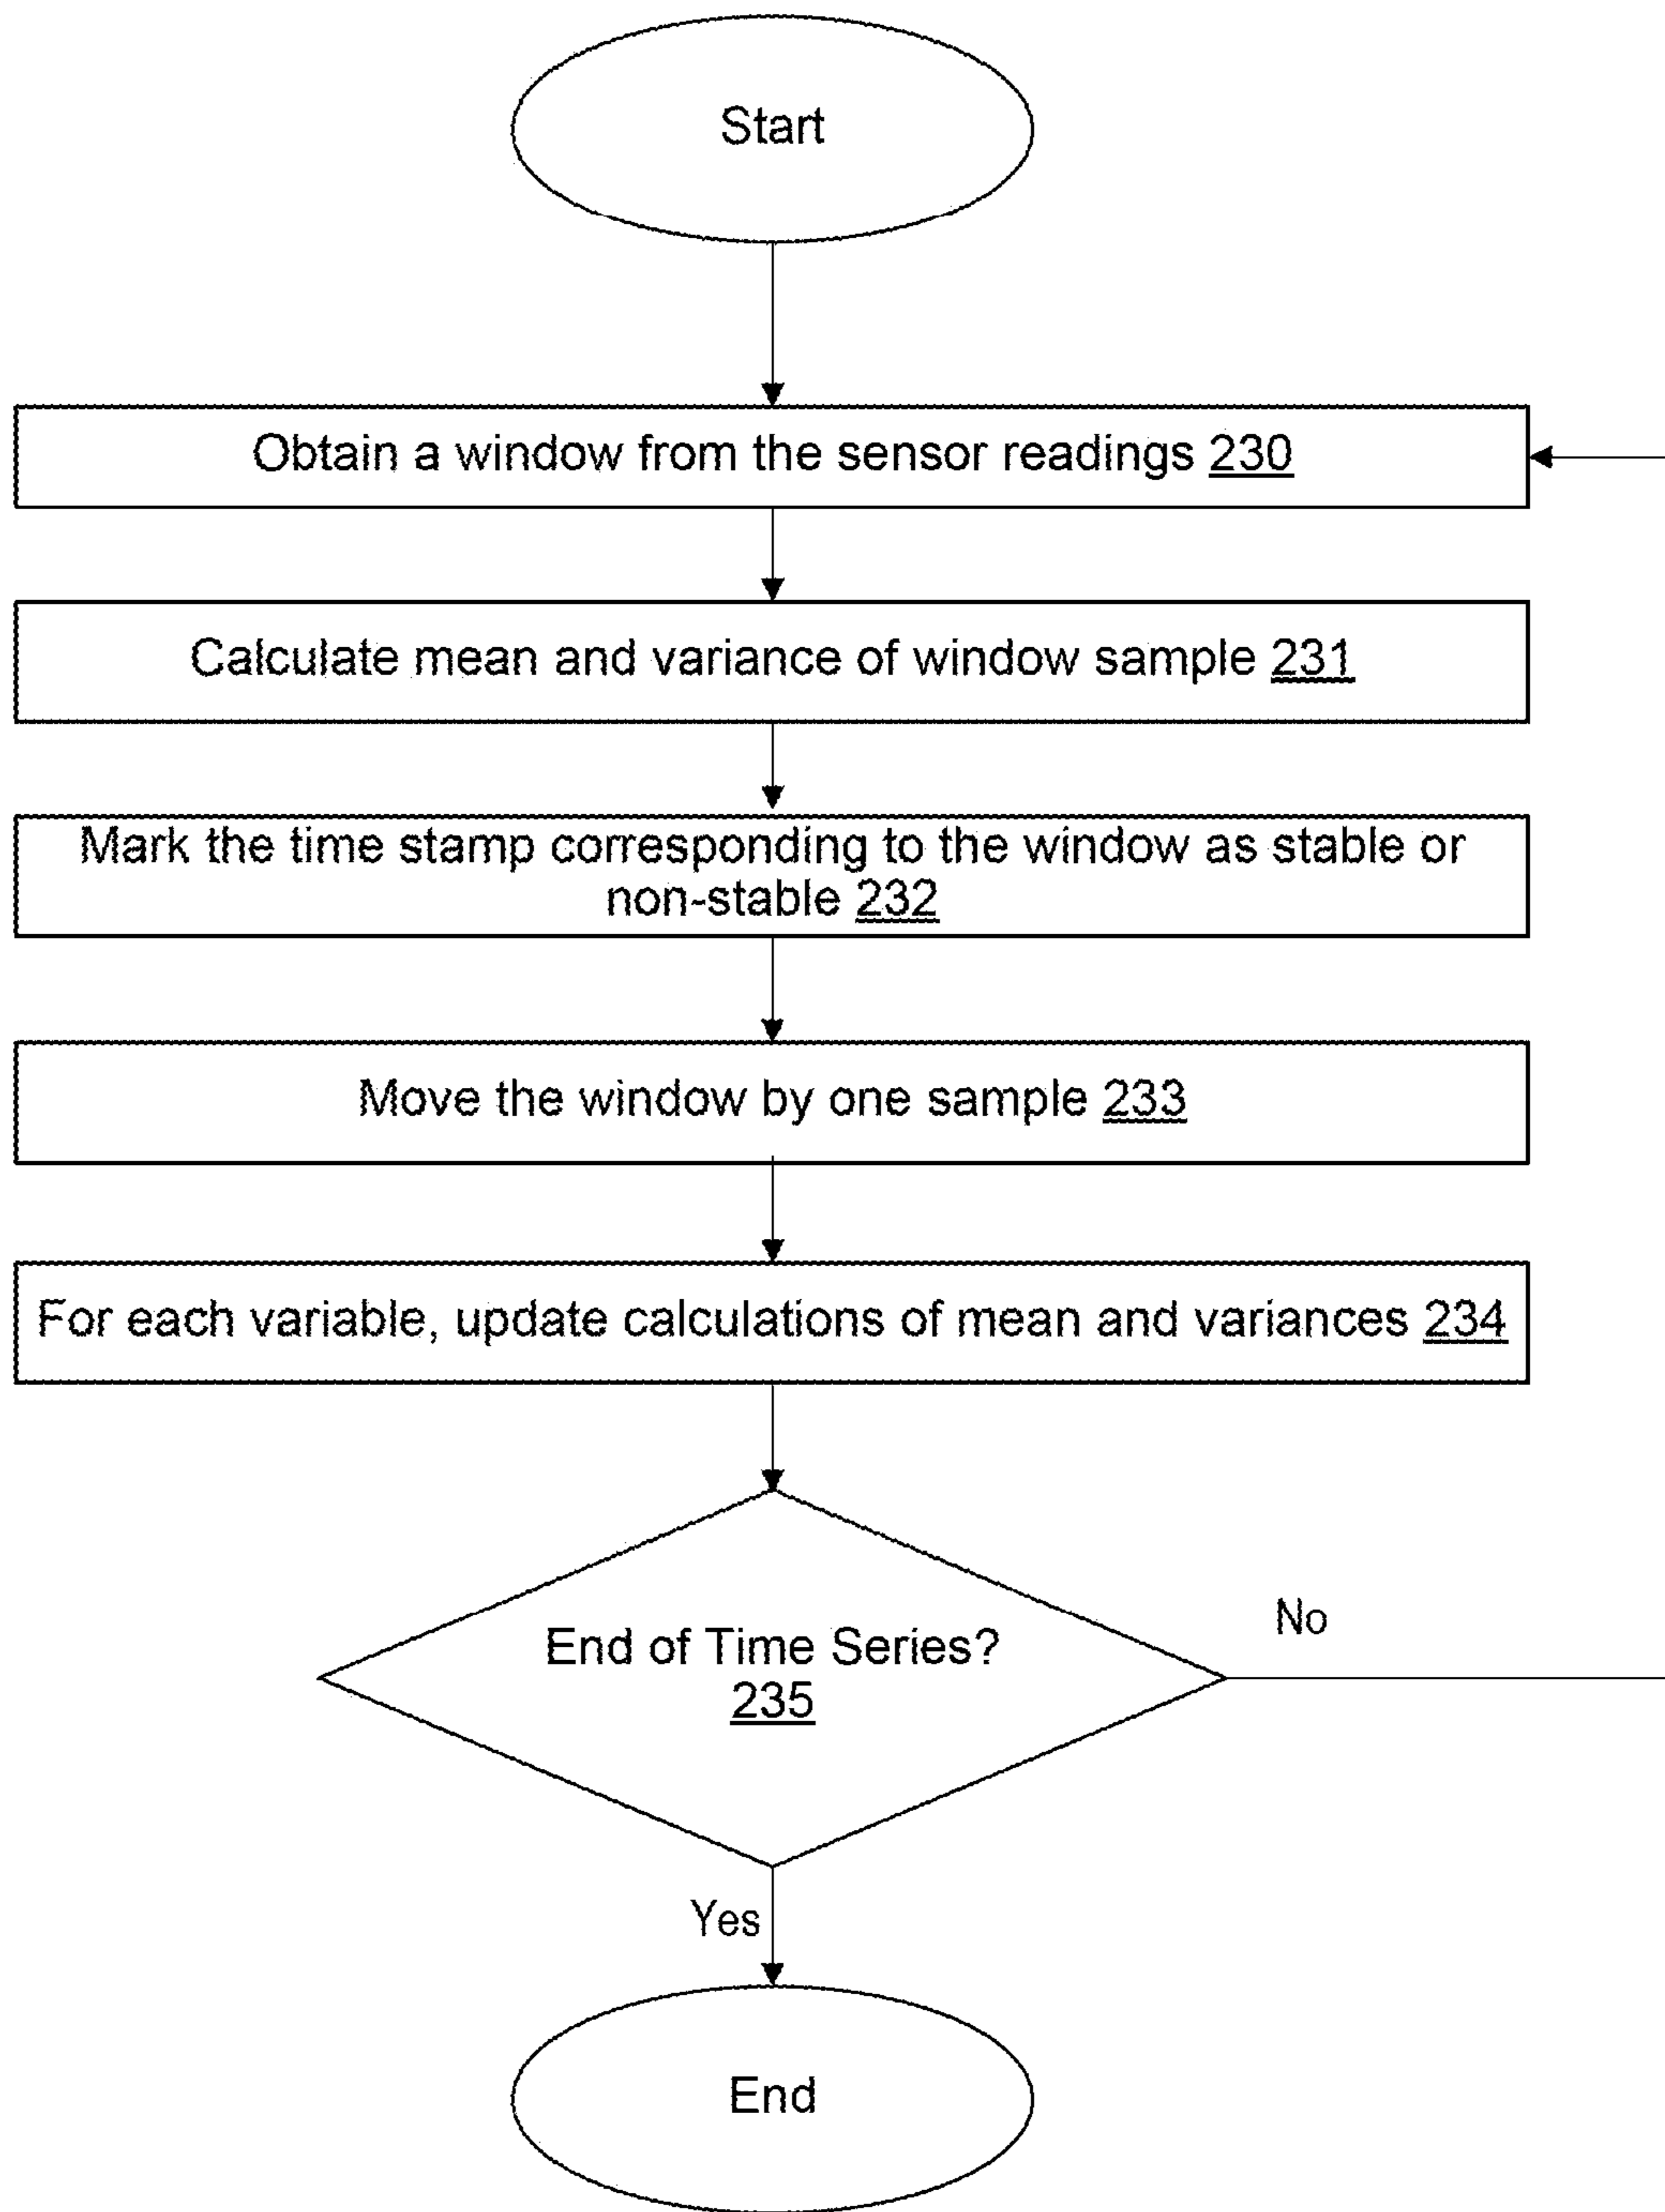 Start
Obtain a window from the sensor readings 230
Calculate mean and variance of window sample 231
Mark the time stamp corresponding to the window as stable or
non-stable 232
Move the window by one sample 233
For each variable, update calculations of mean and variances 234
End of Time Series?
235
No
Yes
End